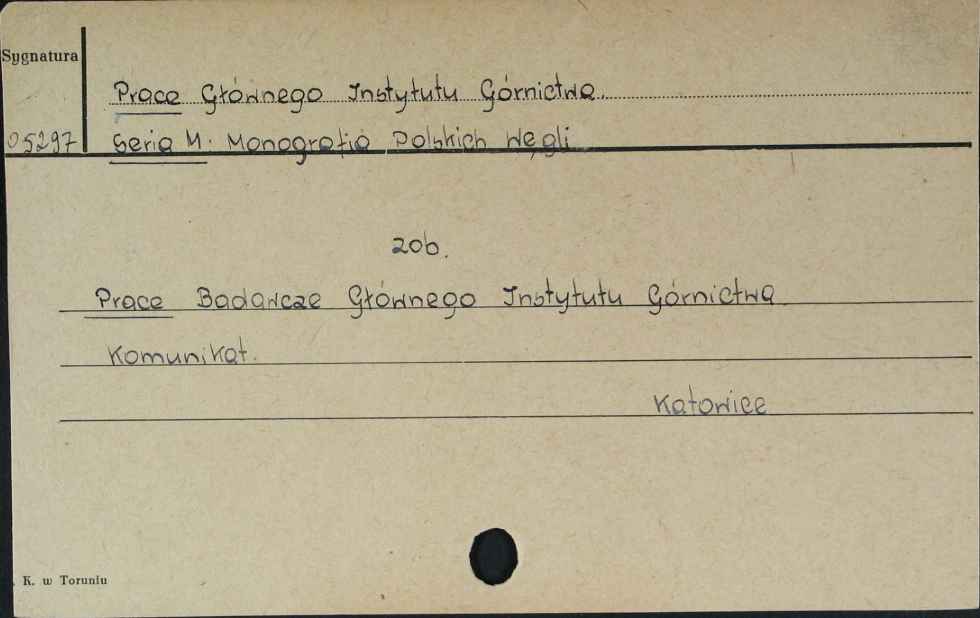 Sygnatura
Prace Głównego Instytutu Górnictwa.
05297 Seria M. Monografia Polskich Węgli
zob.
Prace Badawcze Głównego Instytutu Górnictwa
Komunikat.
Katowice
K. w Toruniu